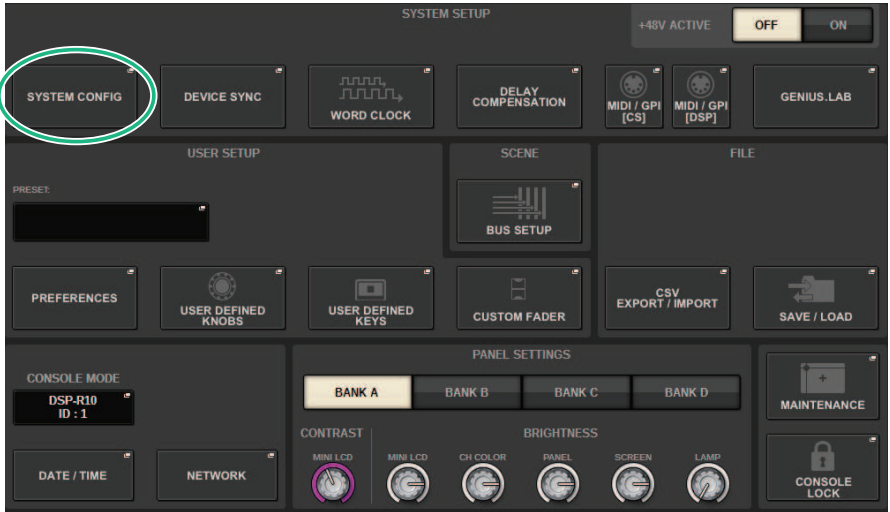 SYSTEM SETUP
+48V ACTIVE
OFF
ON
SYSTEM CONFIG
DEVICE SYNC
WORD CLOCK
DELAY
COMPENSATION
MIDI / GPI
[CS]
MIDI / GPI
[DSP]
GENIUS.LAB
USER SETUP
SCENE
FILE
PRESET:
BUS SETUP
PREFERENCES
USER DEFINED
KNOBS
USER DEFINED
KEYS
CUSTOM FADER
CSV
EXPORT / IMPORT
SAVE / LOAD
CONSOLE MODE
DSP-R10
ID : 1
PANEL SETTINGS
BANK A
BANK B
BANK C
BANK D
MAINTENANCE
CONTRAST
BRIGHTNESS
MINI LCD
MINI LCD
CH COLOR
PANEL
SCREEN
LAMP
DATE / TIME
NETWORK
CONSOLE
LOCK